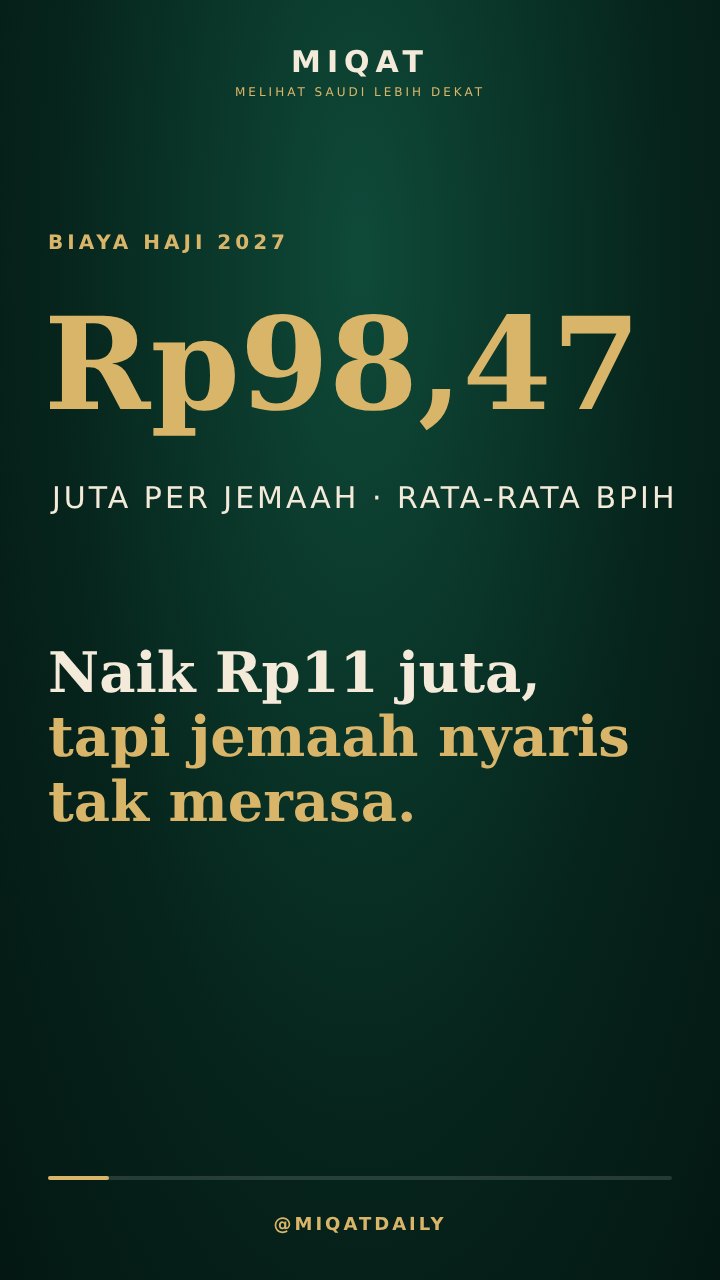 MIQAT
MELIHAT SAUDI LEBIH DEKAT
BIAYA HAJI 2027
Rp98,47
JUTA PER JEMAAH · RATA-RATA BPIH
Naik Rp11 juta,
tapi jemaah nyaris
tak merasa.
@MIQATDAILY